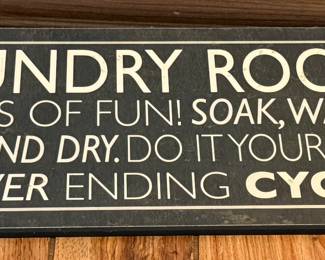 UNDRY ROO
S OF FUN! SOAK, WA
ND DRY. DO IT YOUR
VER ENDING CYC